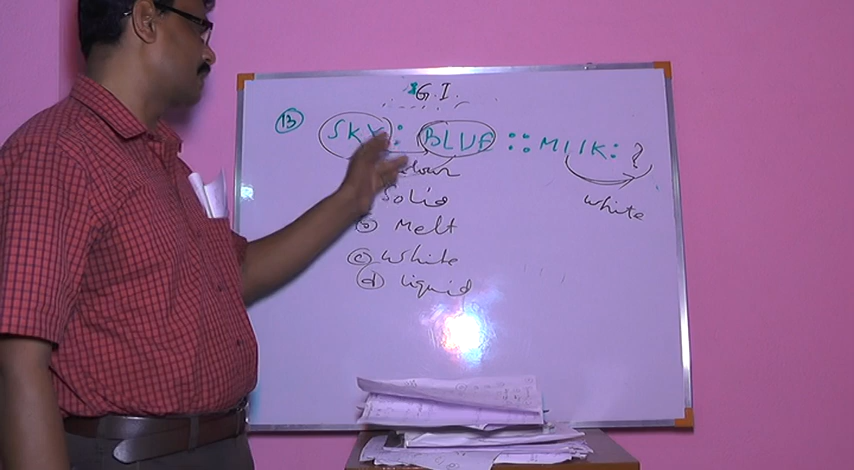 G.I.
13 SKY : BLUE :: MILK : ?
Solid
white
(b) Melt
(c) White
(d) liquid